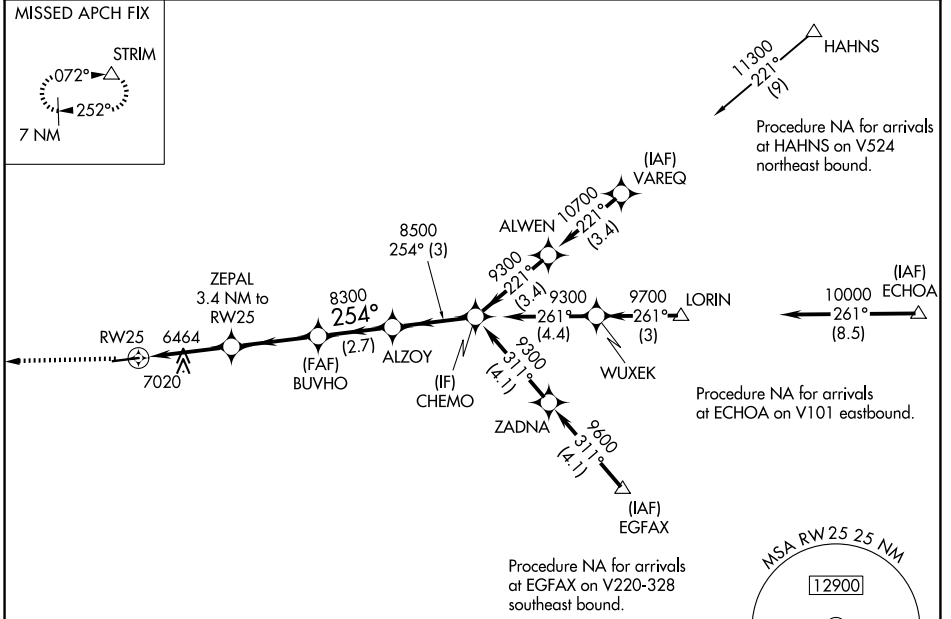 MISSED APCH FIX
STRIM
072°
252°
7 NM
HAHNS
11300
221°
(9)
Procedure NA for arrivals
at HAHNS on V524
northeast bound.
(IAF)
VAREQ
10700
221°
(3.4)
ALWEN
9300
221°
(3.4)
8500
254° (3)
ZEPAL
3.4 NM to
RW25
8300
254°
(2.7)
9300
261°
(4.4)
9700
261°
(3)
LORIN
(IAF)
ECHOA
10000
261°
(8.5)
RW25
6464
7020
(FAF)
BUVHO
ALZOY
(IF)
CHEMO
WUXEK
9300
311°
(4.1)
ZADNA
9600
311°
(4.1)
(IAF)
EGFAX
Procedure NA for arrivals
at ECHOA on V101 eastbound.
Procedure NA for arrivals
at EGFAX on V220-328
southeast bound.
MSA RW25 25 NM
12900